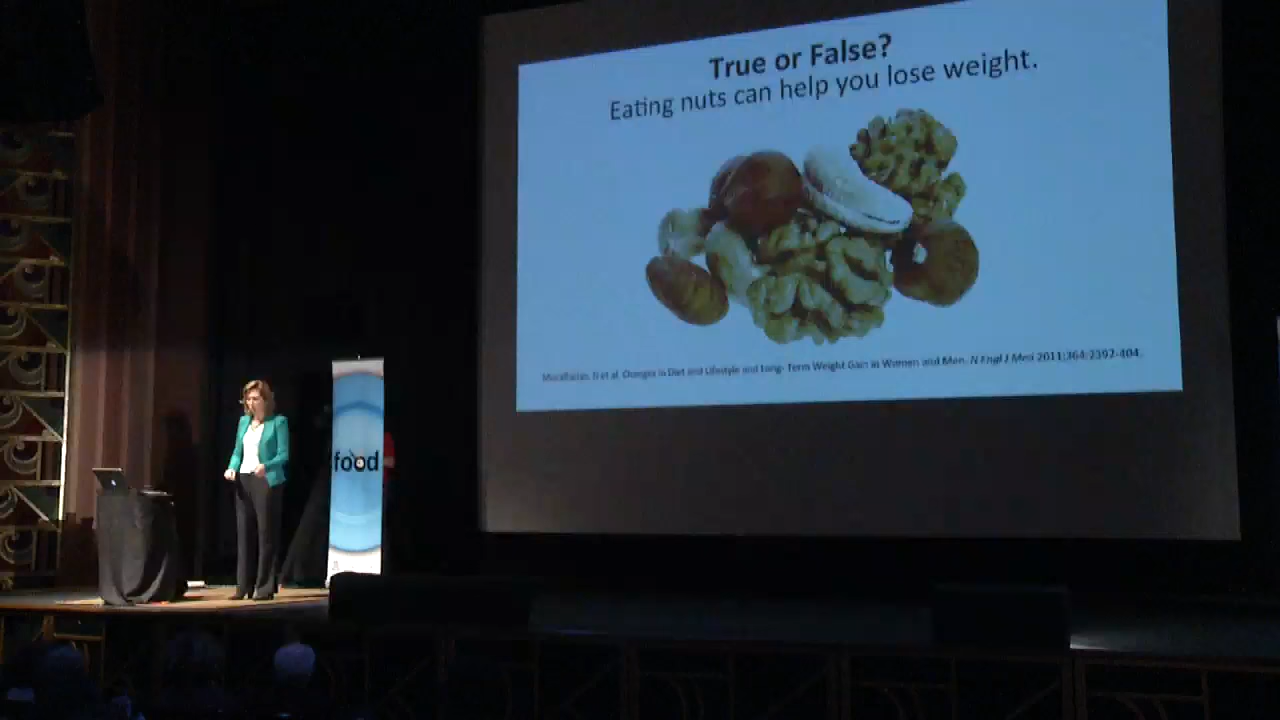 True or False?
Eating nuts can help you lose weight.
Mozaffarian, D et al. Changes in Diet and Lifestyle and Long- Term Weight Gain in Women and Men. N Engl J Med 2011;364:2392-404.
food